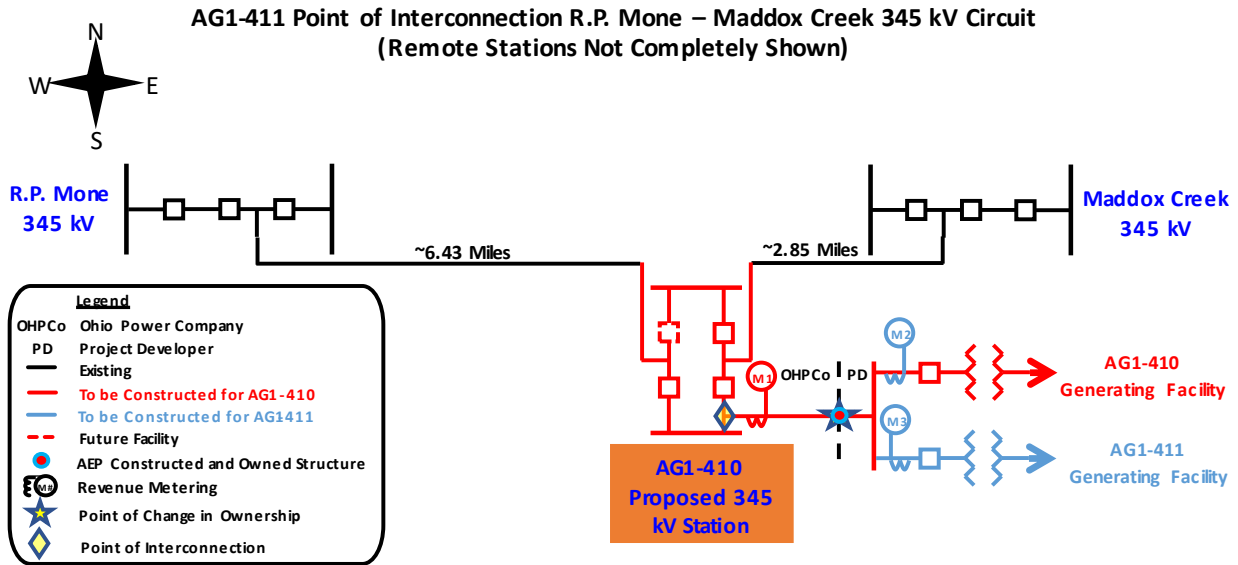 AG1-411 Point of Interconnection R.P. Mone – Maddox Creek 345 kV Circuit
(Remote Stations Not Completely Shown)
N
W
E
S
R.P. Mone
345 kV
Maddox Creek
345 kV
~6.43 Miles
~2.85 Miles
Legend
OHPCo Ohio Power Company
PD Project Developer
Existing
To be Constructed for AG1-410
To be Constructed for AG1411
Future Facility
AEP Constructed and Owned Structure
M# Revenue Metering
Point of Change in Ownership
Point of Interconnection
M1
OHPCo
PD
M2
M3
AG1-410
Generating Facility
AG1-411
Generating Facility
AG1-410
Proposed 345
kV Station